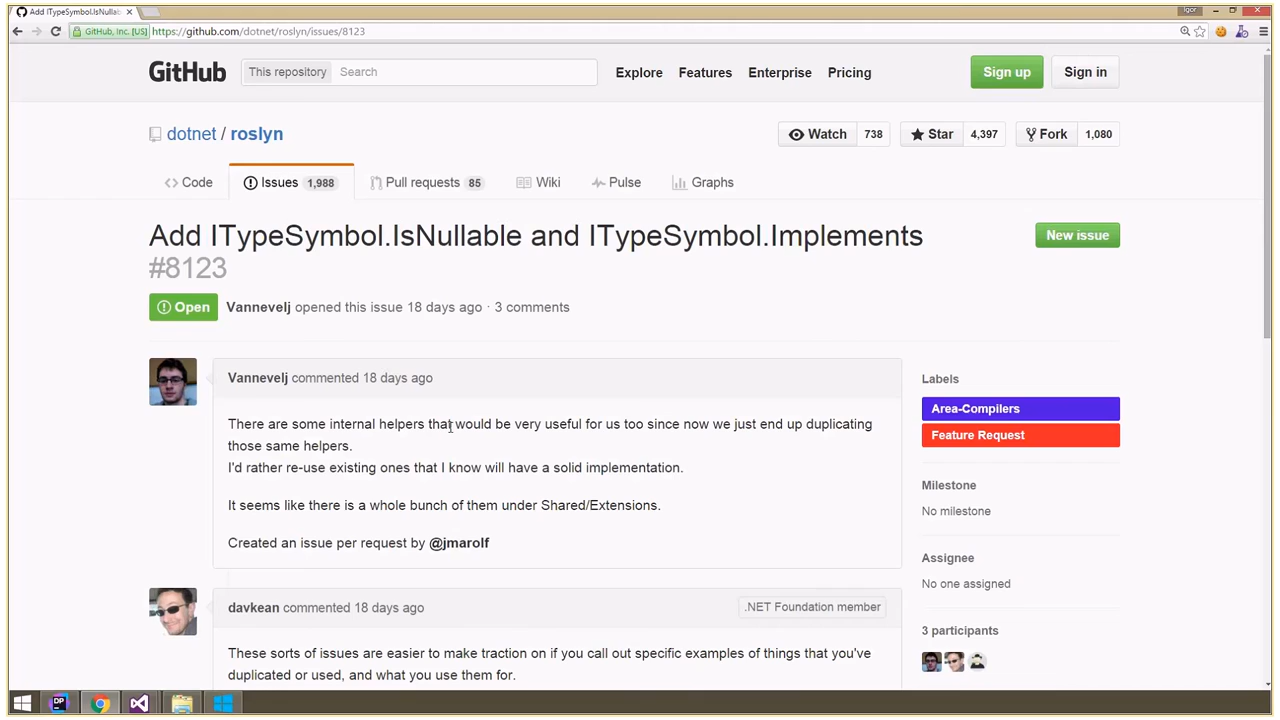 Add ITypeSymbol.IsNullab
Igor
GitHub, Inc. [US] https://github.com/dotnet/roslyn/issues/8123
GitHub This repository Search Explore Features Enterprise Pricing Sign up Sign in
dotnet / roslyn Watch 738 Star 4,397 Fork 1,080
Code Issues 1,988 Pull requests 85 Wiki Pulse Graphs
Add ITypeSymbol.IsNullable and ITypeSymbol.Implements New issue
#8123
Open Vannevelj opened this issue 18 days ago · 3 comments
Vannevelj commented 18 days ago
There are some internal helpers that would be very useful for us too since now we just end up duplicating
those same helpers.
I'd rather re-use existing ones that I know will have a solid implementation.
It seems like there is a whole bunch of them under Shared/Extensions.
Created an issue per request by @jmarolf
davkean commented 18 days ago .NET Foundation member
These sorts of issues are easier to make traction on if you call out specific examples of things that you've
duplicated or used, and what you use them for.
Labels
Area-Compilers
Feature Request
Milestone
No milestone
Assignee
No one assigned
3 participants
DP